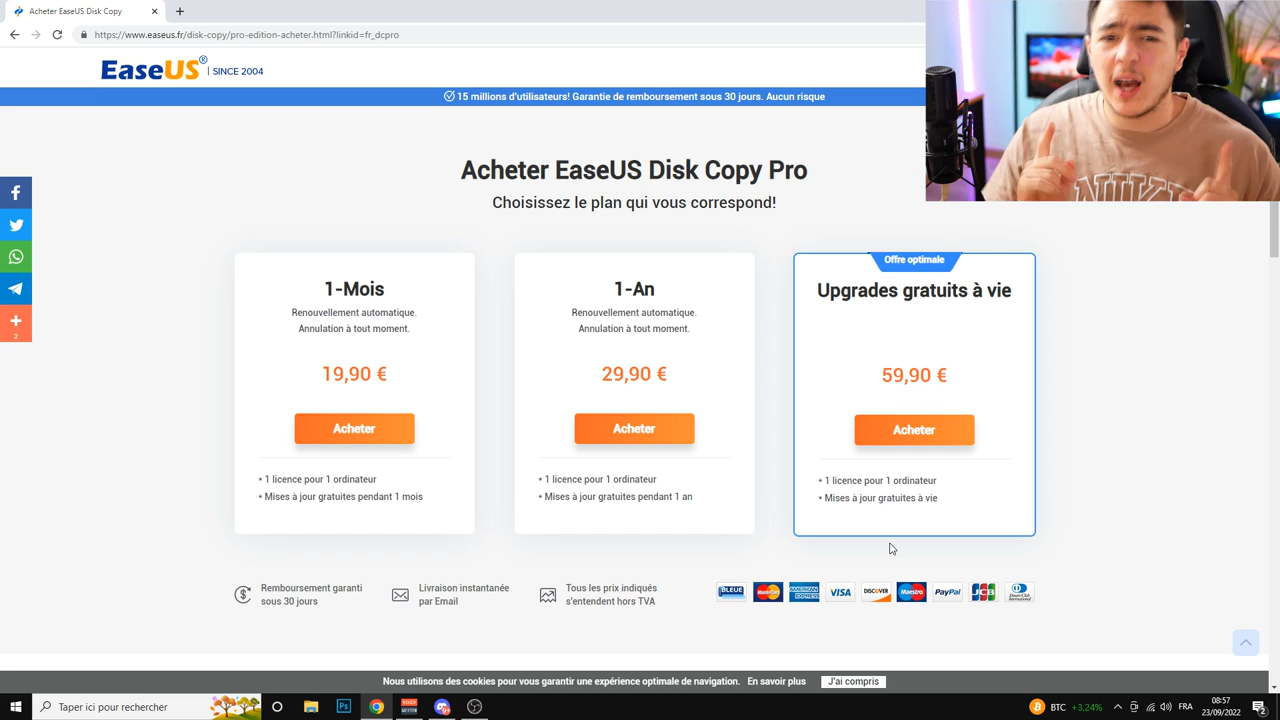 Acheter EaseUS Disk Copy
https://www.easeus.fr/disk-copy/pro-edition-acheter.html?linkid=fr_dcpro
EaseUS® | SINCE 2004
15 millions d'utilisateurs! Garantie de remboursement sous 30 jours. Aucun risque
Acheter EaseUS Disk Copy Pro
Choisissez le plan qui vous correspond!
1-Mois
Renouvellement automatique.
Annulation à tout moment.
19,90 €
Acheter
• 1 licence pour 1 ordinateur
• Mises à jour gratuites pendant 1 mois
1-An
Renouvellement automatique.
Annulation à tout moment.
29,90 €
Acheter
• 1 licence pour 1 ordinateur
• Mises à jour gratuites pendant 1 an
Offre optimale
Upgrades gratuits à vie
59,90 €
Acheter
• 1 licence pour 1 ordinateur
• Mises à jour gratuites à vie
2
Remboursement garanti
sous 30 jours
Livraison instantanée
par Email
Tous les prix indiqués
s'entendent hors TVA
BLEUE
MasterCard
AMERICAN EXPRESS
VISA
DISCOVER
Maestro
PayPal
JCB
Diners Club International
Nous utilisons des cookies pour vous garantir une expérience optimale de navigation. En savoir plus J'ai compris
Taper ici pour rechercher
Ps
BTC +3,24%
FRA
08:57
23/09/2022
2